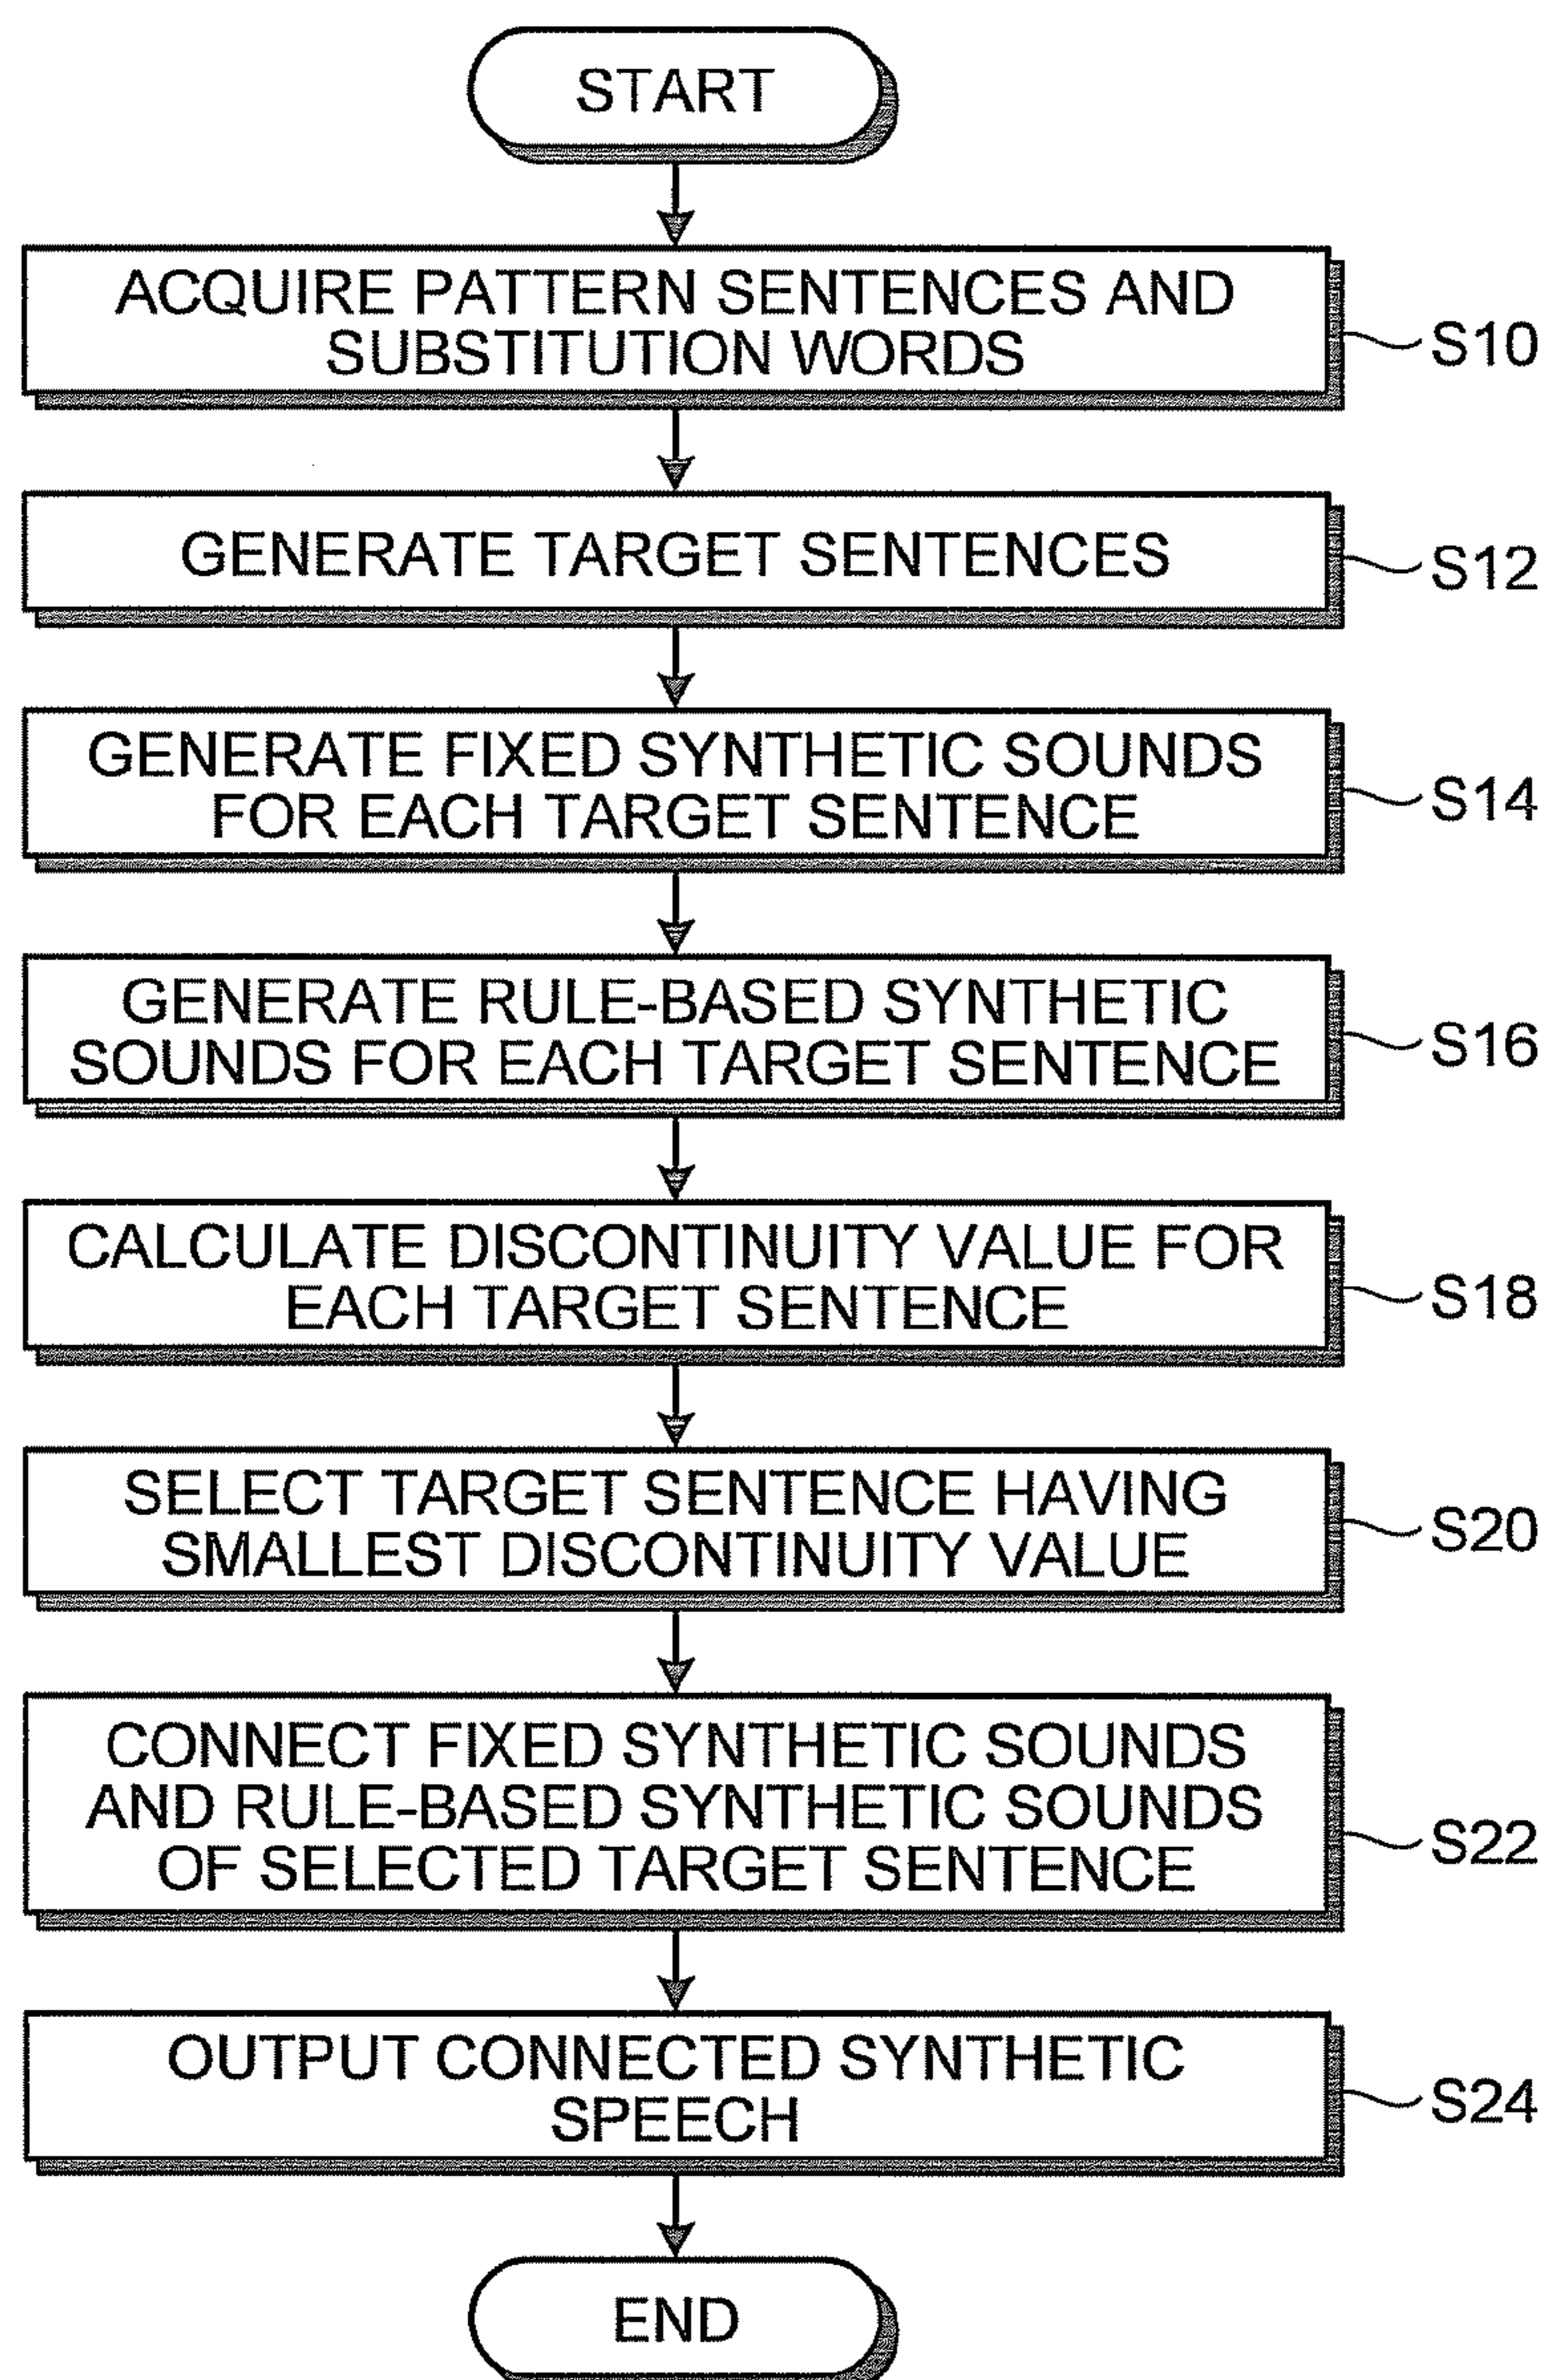 START
ACQUIRE PATTERN SENTENCES AND
SUBSTITUTION WORDS
S10
GENERATE TARGET SENTENCES
S12
GENERATE FIXED SYNTHETIC SOUNDS
FOR EACH TARGET SENTENCE
S14
GENERATE RULE-BASED SYNTHETIC
SOUNDS FOR EACH TARGET SENTENCE
S16
CALCULATE DISCONTINUITY VALUE FOR
EACH TARGET SENTENCE
S18
SELECT TARGET SENTENCE HAVING
SMALLEST DISCONTINUITY VALUE
S20
CONNECT FIXED SYNTHETIC SOUNDS
AND RULE-BASED SYNTHETIC SOUNDS
OF SELECTED TARGET SENTENCE
S22
OUTPUT CONNECTED SYNTHETIC
SPEECH
S24
END